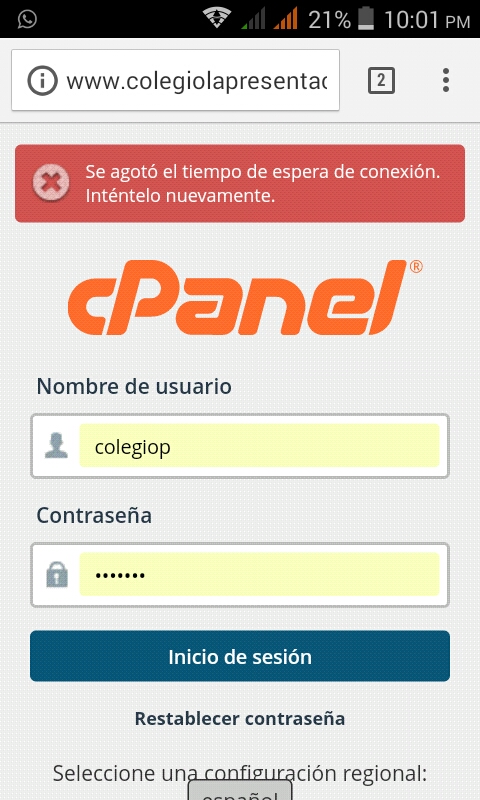 21% 10:01 PM
www.colegiolapresentac
2
Se agotó el tiempo de espera de conexión.
Inténtelo nuevamente.
cPanel®
Nombre de usuario
colegiop
Contraseña
•••••••
Inicio de sesión
Restablecer contraseña
Seleccione una configuración regional:
español